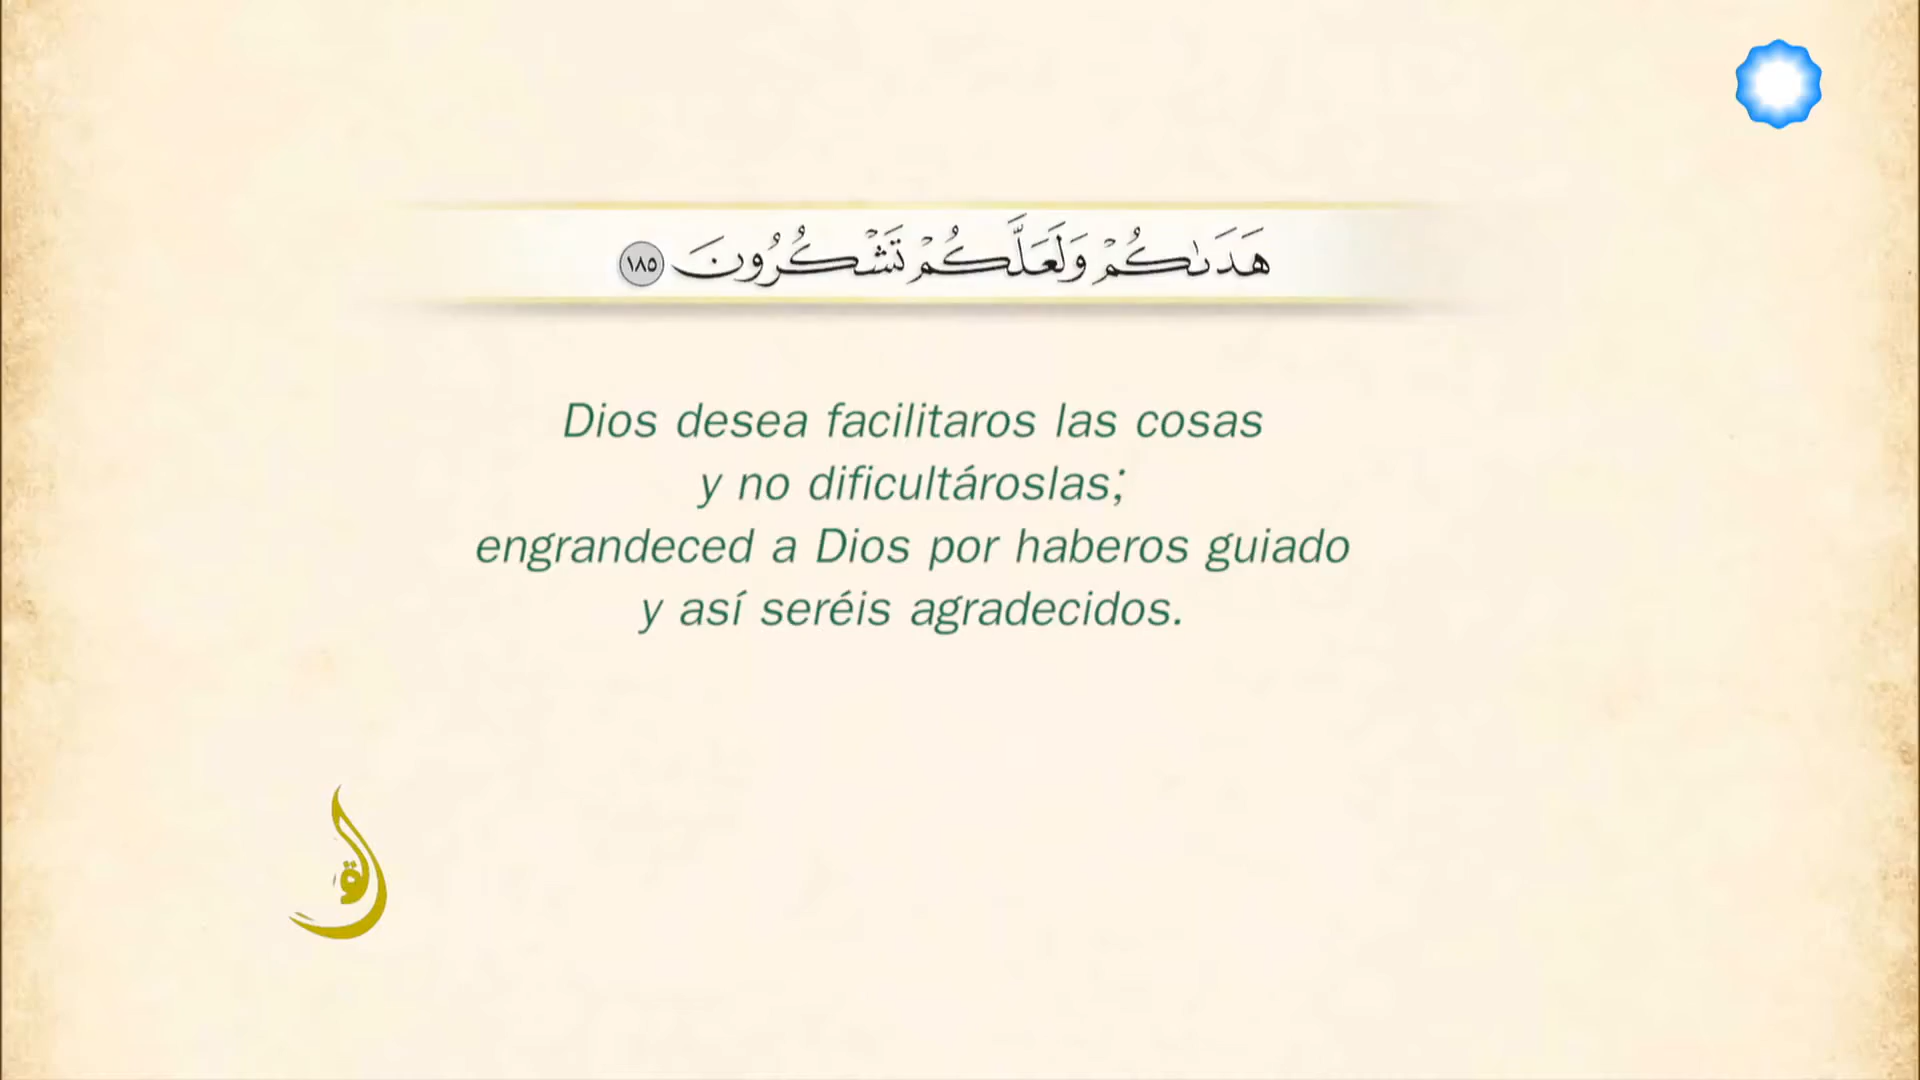 هَدَىٰكُمْ وَلَعَلَّكُمْ تَشْكُرُونَ ١٨٥
Dios desea facilitaros las cosas
y no dificultároslas;
engrandeced a Dios por haberos guiado
y así seréis agradecidos.